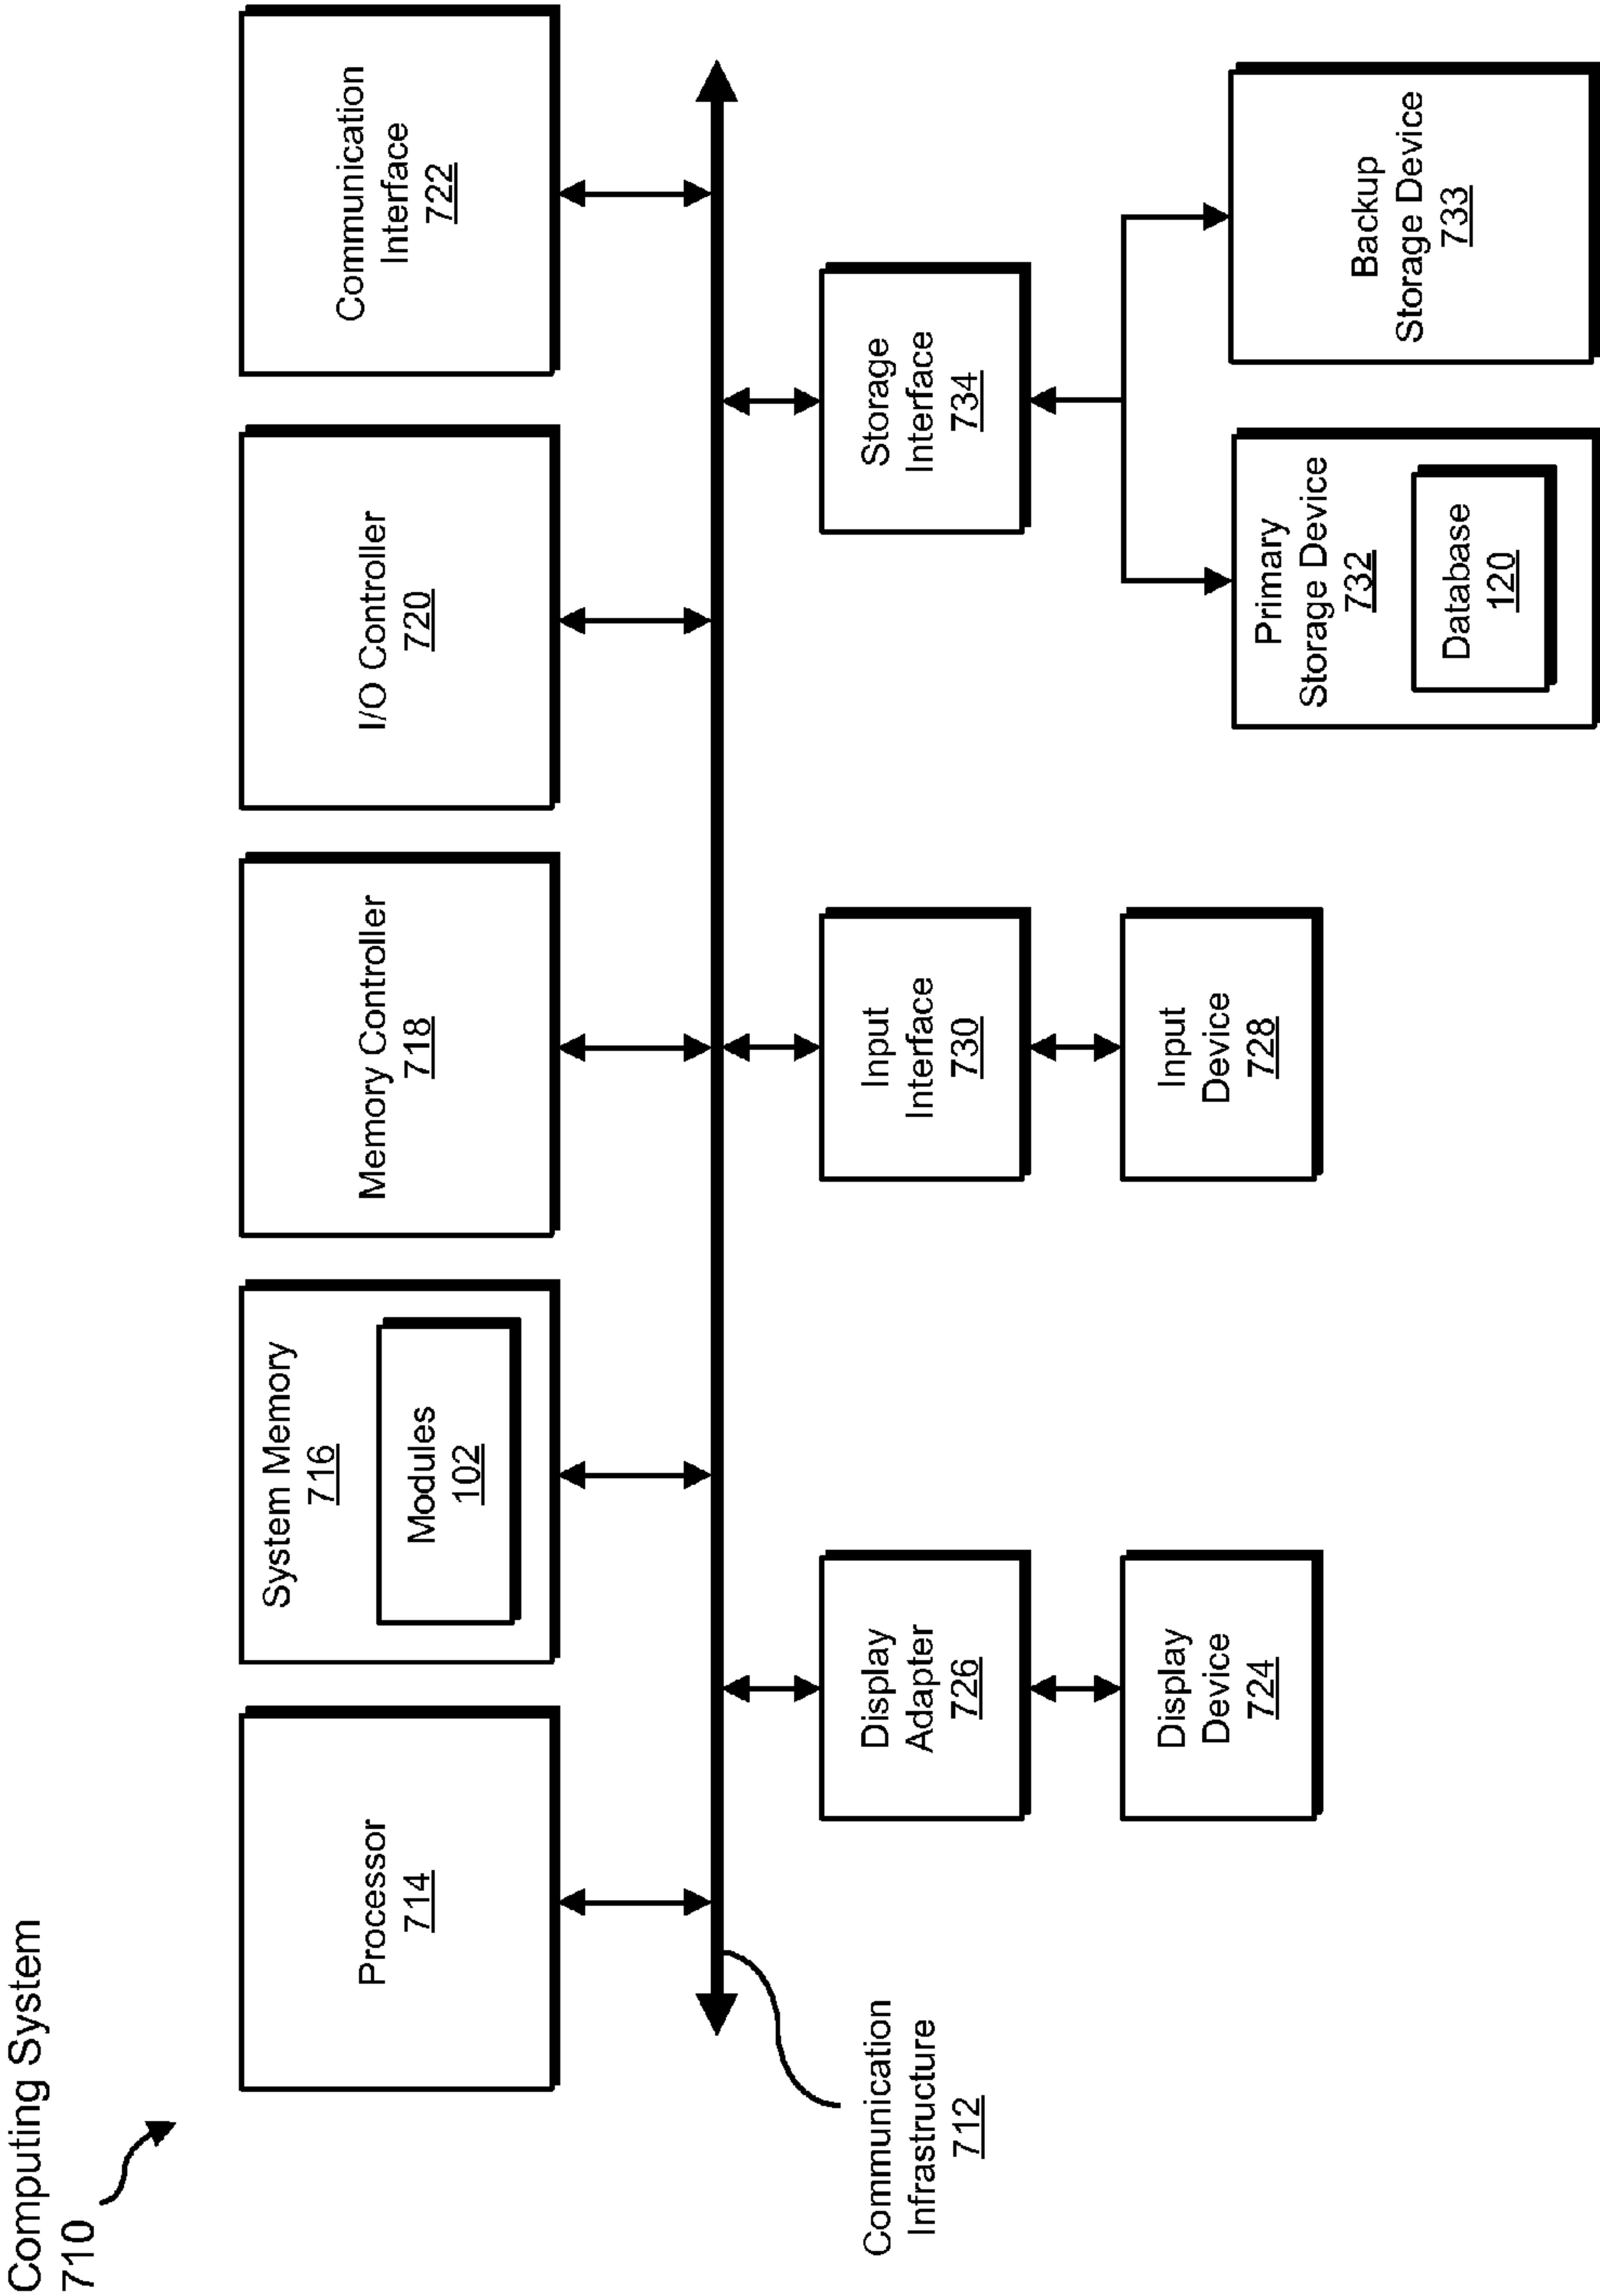 Computing System
710
Processor
714
System Memory
716
Modules
102
Memory Controller
718
I/O Controller
720
Communication
Interface
722
Communication
Infrastructure
712
Display
Adapter
726
Input
Interface
730
Storage
Interface
734
Display
Device
724
Input
Device
728
Primary
Storage Device
732
Database
120
Backup
Storage Device
733